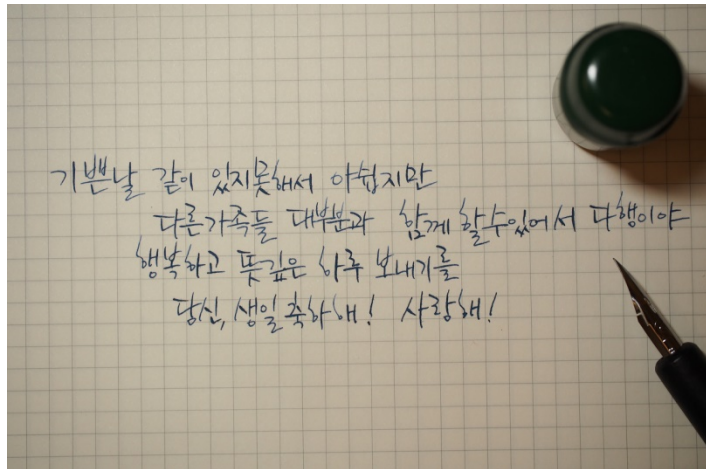 기쁜날 같이 있지못해서 아쉽지만
다른가족들 대부분과 함께 할수있어서 다행이야
행복하고 뜻깊은 하루 보내기를
당신, 생일 축하해! 사랑해!